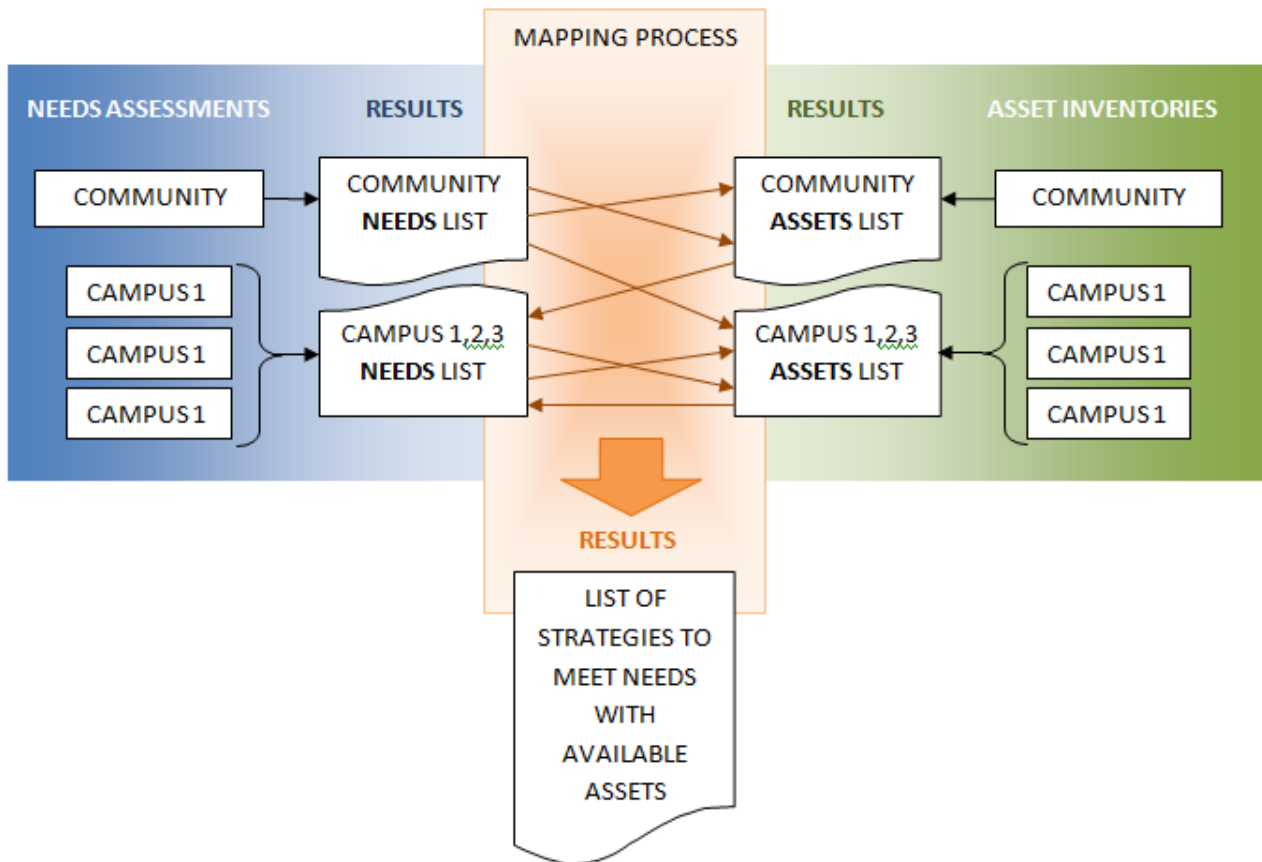 MAPPING PROCESS
NEEDS ASSESSMENTS
RESULTS
RESULTS
ASSET INVENTORIES
COMMUNITY
COMMUNITY
NEEDS LIST
COMMUNITY
ASSETS LIST
COMMUNITY
CAMPUS 1
CAMPUS 1
CAMPUS 1
CAMPUS 1,2,3
NEEDS LIST
CAMPUS 1,2,3
ASSETS LIST
CAMPUS 1
CAMPUS 1
CAMPUS 1
RESULTS
LIST OF
STRATEGIES TO
MEET NEEDS
WITH
AVAILABLE
ASSETS